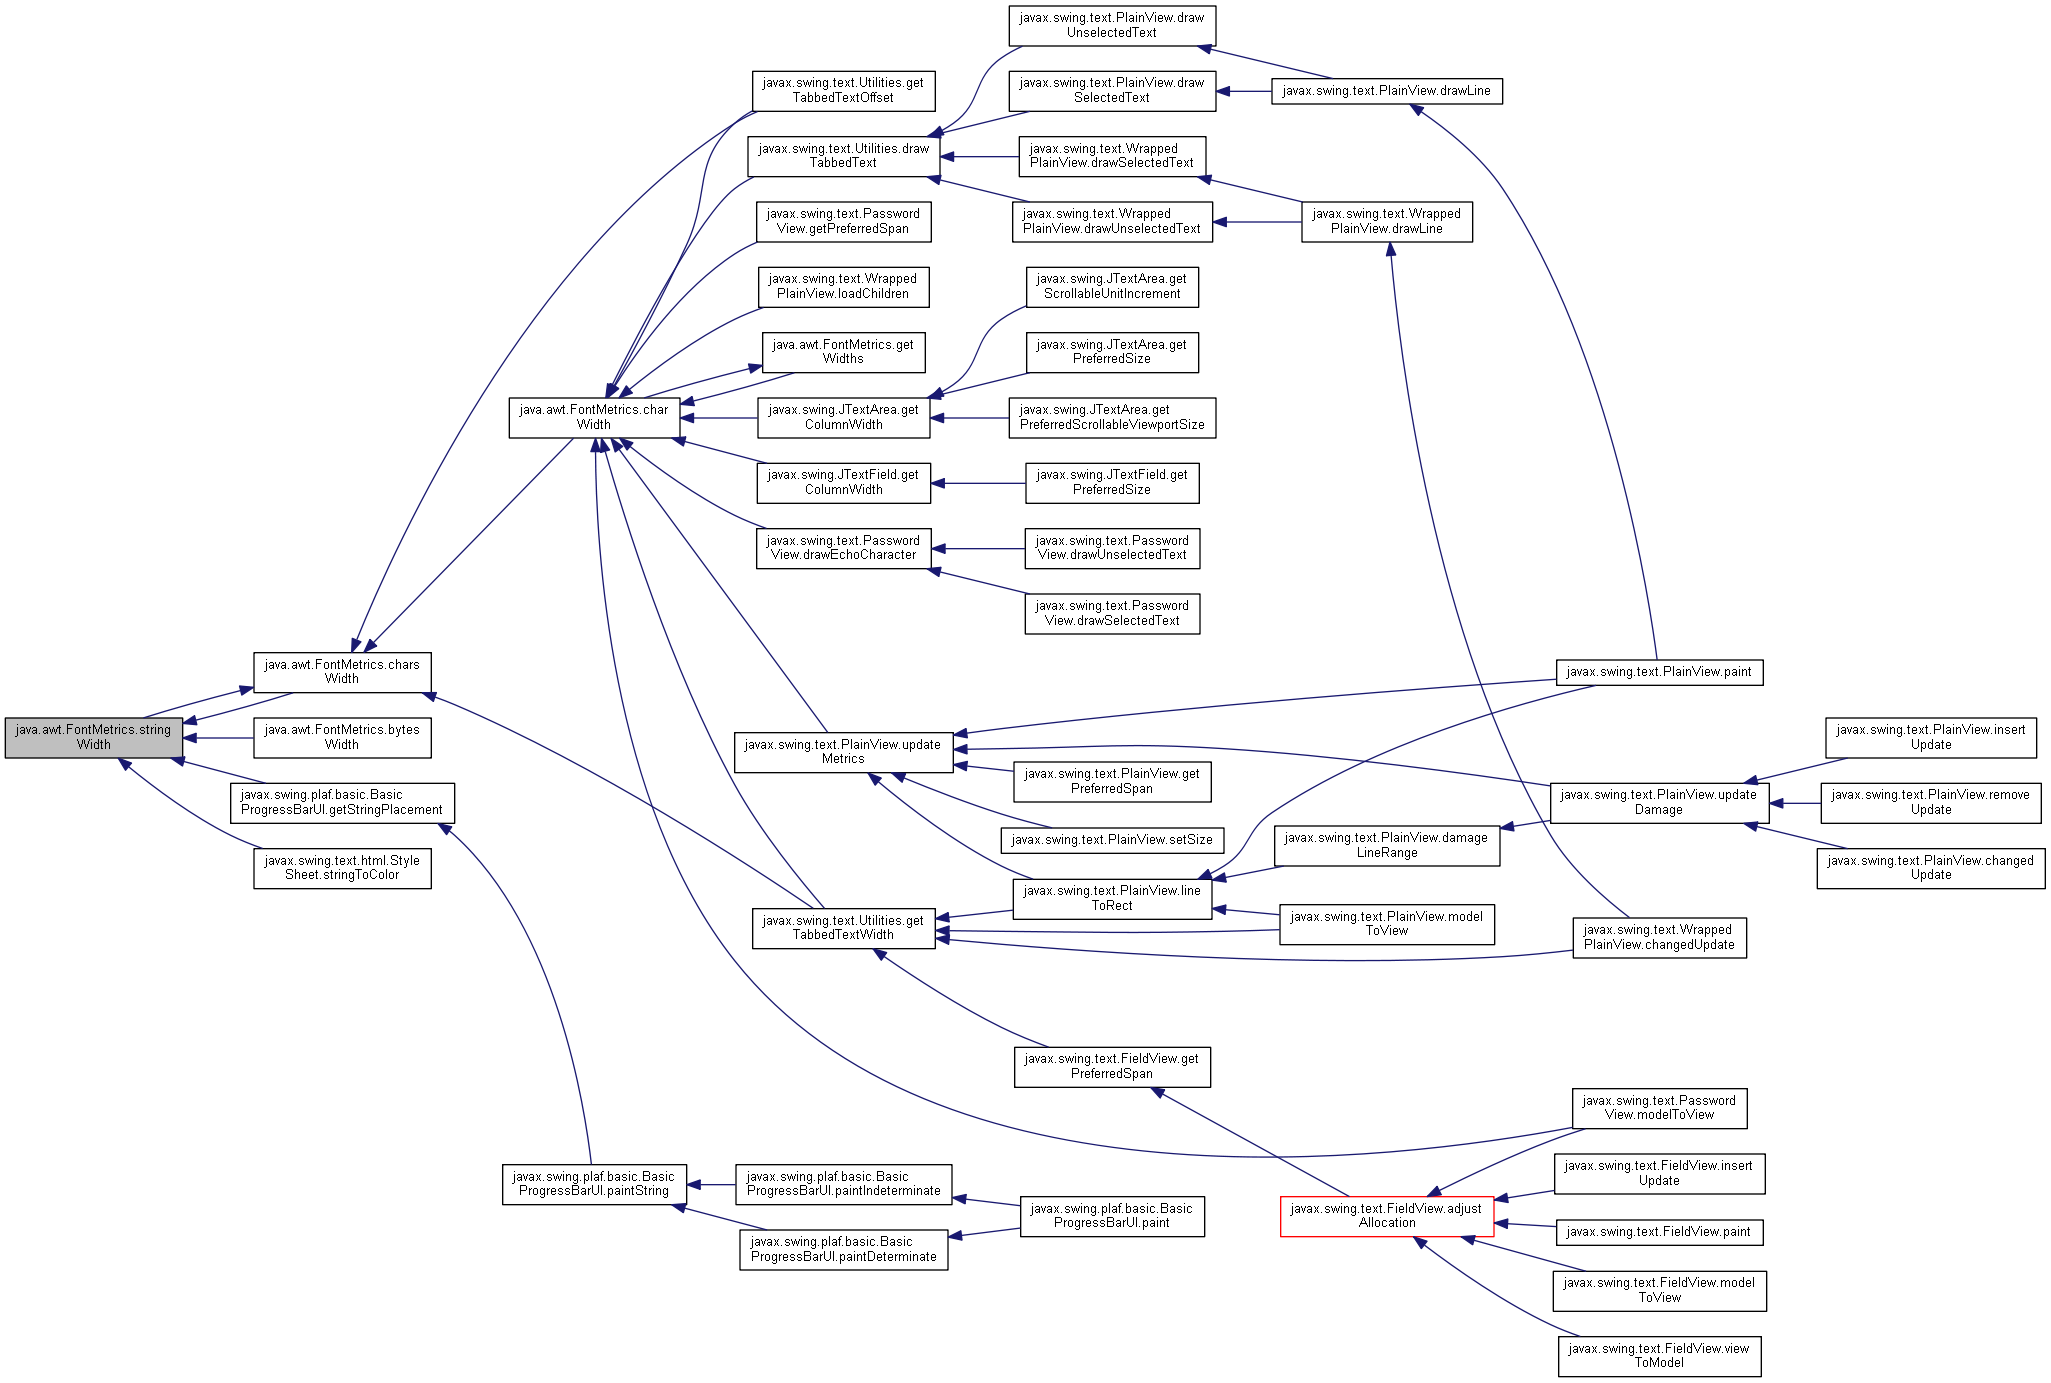 javax.swing.text.PlainView.draw
UnselectedText
javax.swing.text.Utilities.get
TabbedTextOffset
javax.swing.text.PlainView.draw
SelectedText
javax.swing.text.PlainView.drawLine
javax.swing.text.Utilities.draw
TabbedText
javax.swing.text.Wrapped
PlainView.drawSelectedText
javax.swing.text.Password
View.getPreferredSpan
javax.swing.text.Wrapped
PlainView.drawUnselectedText
javax.swing.text.Wrapped
PlainView.drawLine
javax.swing.text.Wrapped
PlainView.loadChildren
javax.swing.JTextArea.get
ScrollableUnitIncrement
java.awt.FontMetrics.get
Widths
javax.swing.JTextArea.get
PreferredSize
java.awt.FontMetrics.char
Width
javax.swing.JTextArea.get
ColumnWidth
javax.swing.JTextArea.get
PreferredScrollableViewportSize
javax.swing.JTextField.get
ColumnWidth
javax.swing.JTextField.get
PreferredSize
javax.swing.text.Password
View.drawEchoCharacter
javax.swing.text.Password
View.drawUnselectedText
javax.swing.text.Password
View.drawSelectedText
java.awt.FontMetrics.chars
Width
javax.swing.text.PlainView.paint
java.awt.FontMetrics.string
Width
java.awt.FontMetrics.bytes
Width
javax.swing.text.PlainView.update
Metrics
javax.swing.text.PlainView.get
PreferredSpan
javax.swing.text.PlainView.insert
Update
javax.swing.plaf.basic.Basic
ProgressBarUI.getStringPlacement
javax.swing.text.PlainView.update
Damage
javax.swing.text.PlainView.remove
Update
javax.swing.text.PlainView.setSize
javax.swing.text.PlainView.damage
LineRange
javax.swing.text.html.Style
Sheet.stringToColor
javax.swing.text.PlainView.changed
Update
javax.swing.text.PlainView.line
ToRect
javax.swing.text.Utilities.get
TabbedTextWidth
javax.swing.text.PlainView.model
ToView
javax.swing.text.Wrapped
PlainView.changedUpdate
javax.swing.text.FieldView.get
PreferredSpan
javax.swing.text.Password
View.modelToView
javax.swing.plaf.basic.Basic
ProgressBarUI.paintString
javax.swing.plaf.basic.Basic
ProgressBarUI.paintIndeterminate
javax.swing.text.FieldView.insert
Update
javax.swing.plaf.basic.Basic
ProgressBarUI.paint
javax.swing.text.FieldView.adjust
Allocation
javax.swing.text.FieldView.paint
javax.swing.plaf.basic.Basic
ProgressBarUI.paintDeterminate
javax.swing.text.FieldView.model
ToView
javax.swing.text.FieldView.view
ToModel